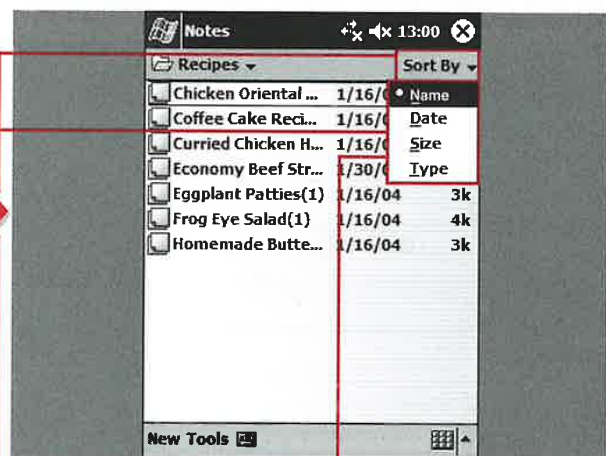 Notes 13:00
Recipes Sort By
Chicken Oriental ... 1/16/0 Name
Coffee Cake Reci... 1/16/0 Date
Curried Chicken H... 1/16/0 Size
Economy Beef Str... 1/30/0 Type
Eggplant Patties(1) 1/16/04 3k
Frog Eye Salad(1) 1/16/04 4k
Homemade Butte... 1/16/04 3k
New Tools